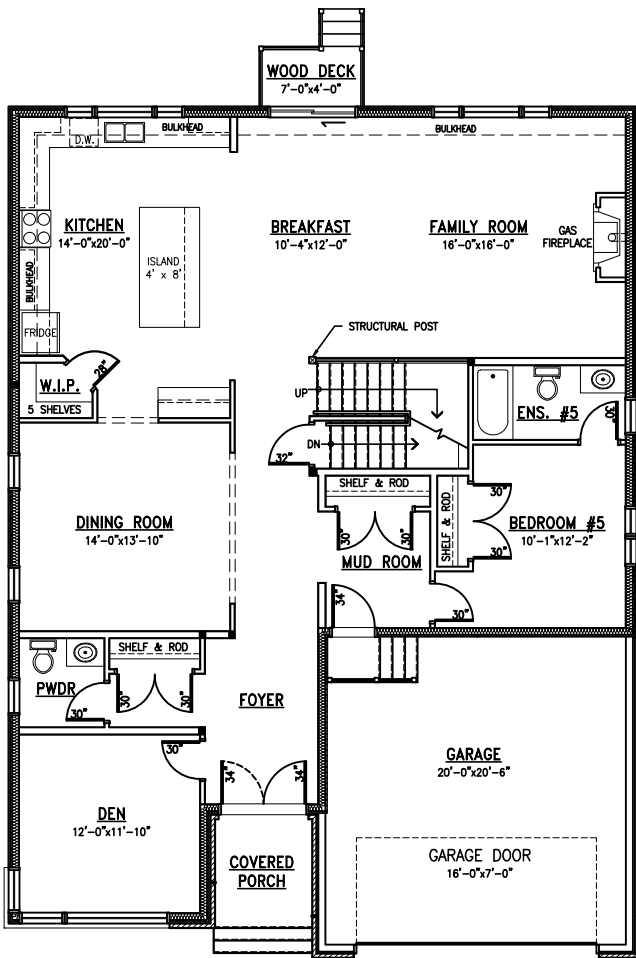 WOOD DECK
7'-0"x4'-0"
BULKHEAD
BULKHEAD
D.W.
KITCHEN
14'-0"x20'-0"
BREAKFAST
10'-4"x12'-0"
FAMILY ROOM
16'-0"x16'-0"
GAS
FIREPLACE
ISLAND
4' x 8'
BULKHEAD
FRIDGE
STRUCTURAL POST
28"
W.I.P.
5 SHELVES
UP
DN
32"
ENS. #5
30"
SHELF & ROD
30"
30"
SHELF & ROD
30"
30"
BEDROOM #5
10'-1"x12'-2"
DINING ROOM
14'-0"x13'-10"
MUD ROOM
34"
30"
SHELF & ROD
30"
30"
PWDR
30"
FOYER
30"
34"
34"
GARAGE
20'-0"x20'-6"
DEN
12'-0"x11'-10"
COVERED
PORCH
GARAGE DOOR
16'-0"x7'-0"